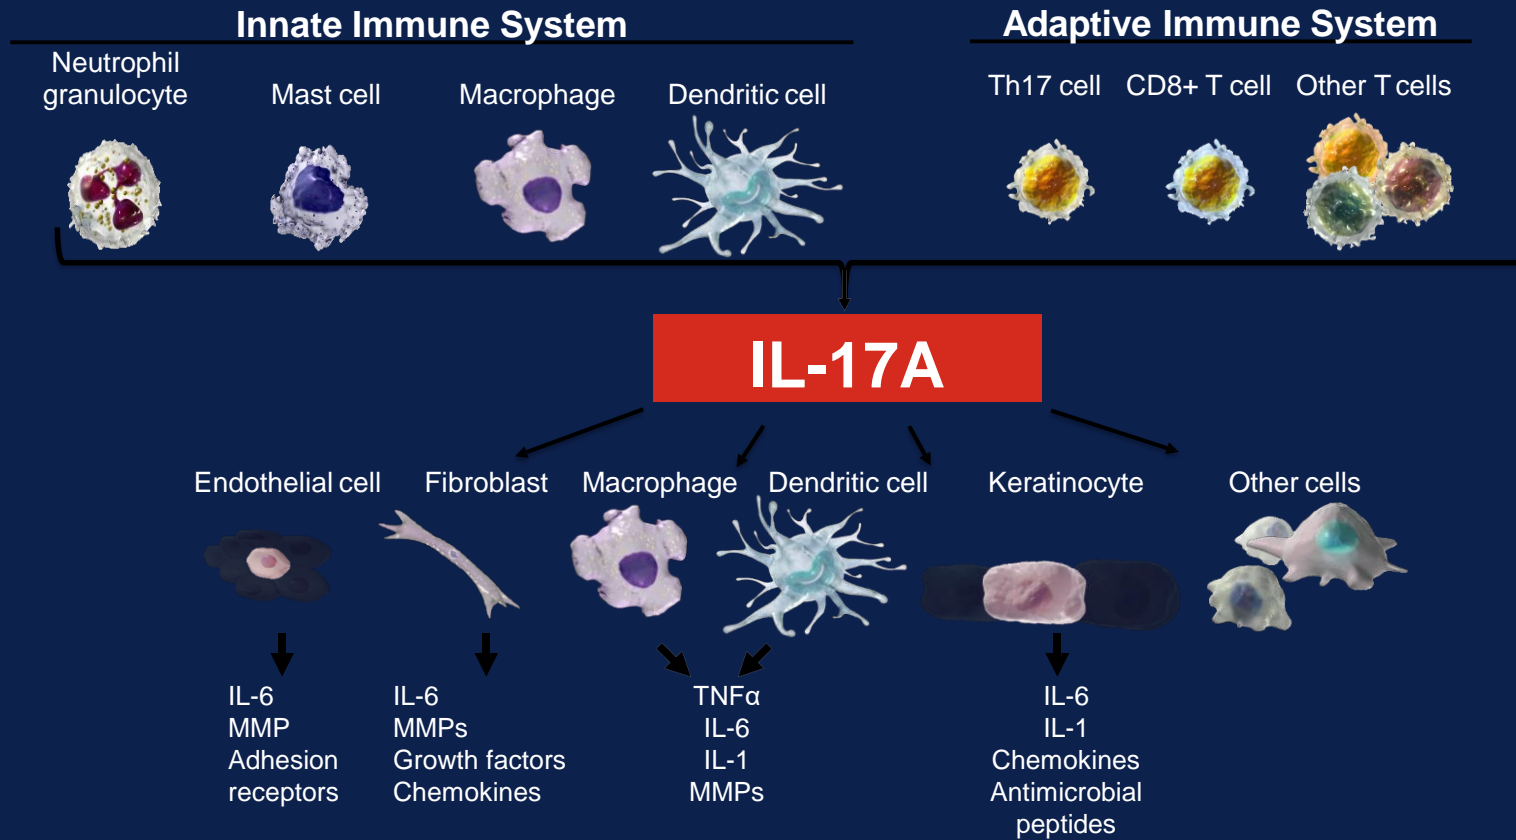 Innate Immune System
Adaptive Immune System
Neutrophil
granulocyte
Mast cell
Macrophage
Dendritic cell
Th17 cell
CD8+ T cell
Other T cells
IL-17A
Endothelial cell
Fibroblast
Macrophage
Dendritic cell
Keratinocyte
Other cells
IL-6
MMP
Adhesion
receptors
IL-6
MMPs
Growth factors
Chemokines
TNFα
IL-6
IL-1
MMPs
IL-6
IL-1
Chemokines
Antimicrobial
peptides